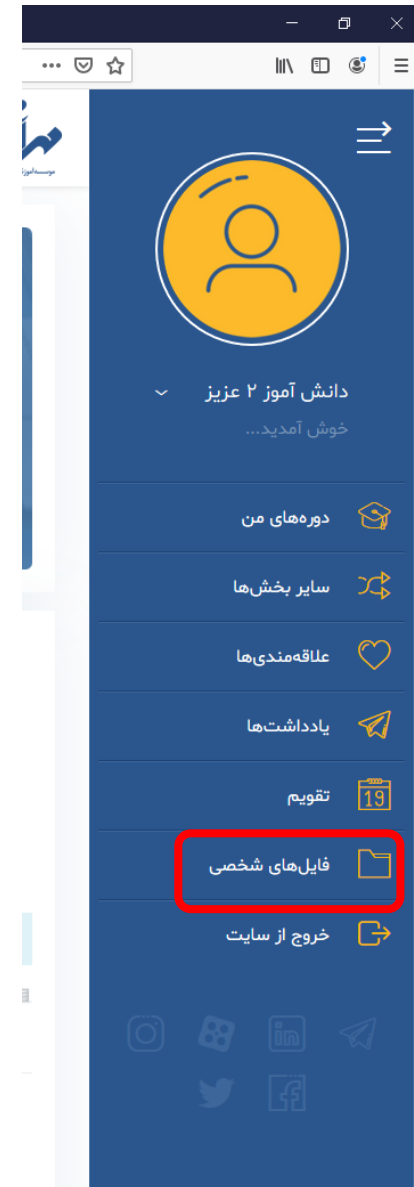 دانش آموز ۲ عزیز
خوش آمدید...
دوره‌های من
سایر بخش‌ها
علاقه‌مندی‌ها
یادداشت‌ها
19
تقویم
فایل‌های شخصی
خروج از سایت
in